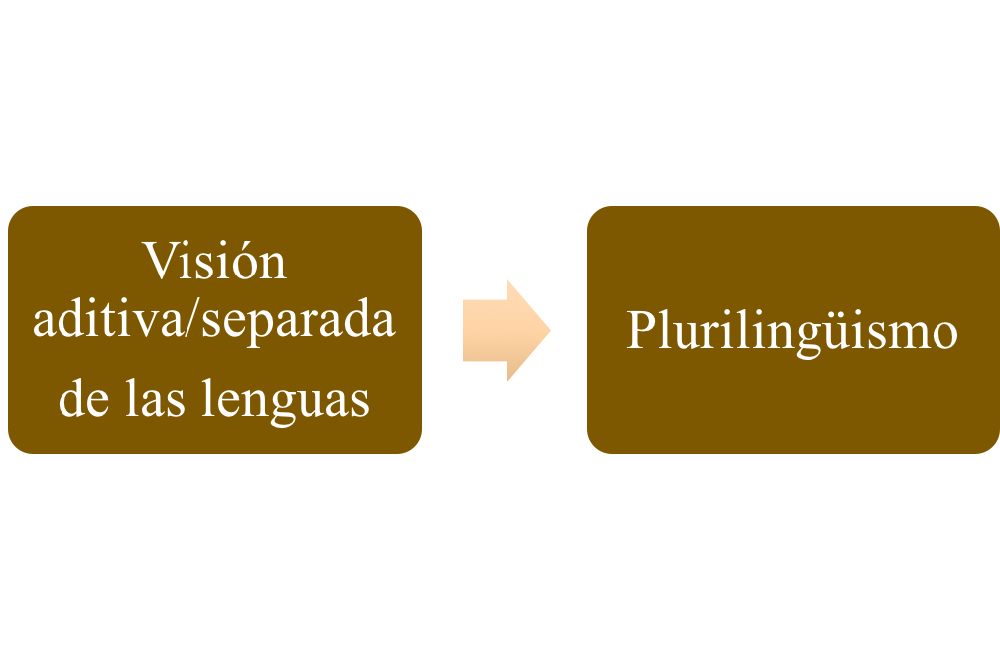 Visión
aditiva/separada
de las lenguas
Plurilingüismo